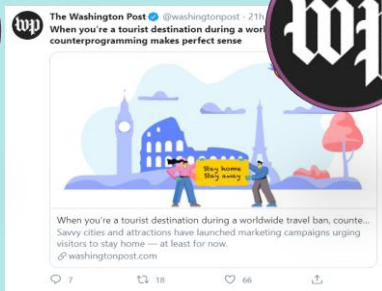 The Washington Post @washingtonpost · 21h
When you're a tourist destination during a
counterprogramming makes perfect sense
Stay home
Stay away
When you're a tourist destination during a worldwide travel ban, counte...
Savvy cities and attractions have launched marketing campaigns urging
visitors to stay home — at least for now.
washingtonpost.com
7 18 66
wp
wp